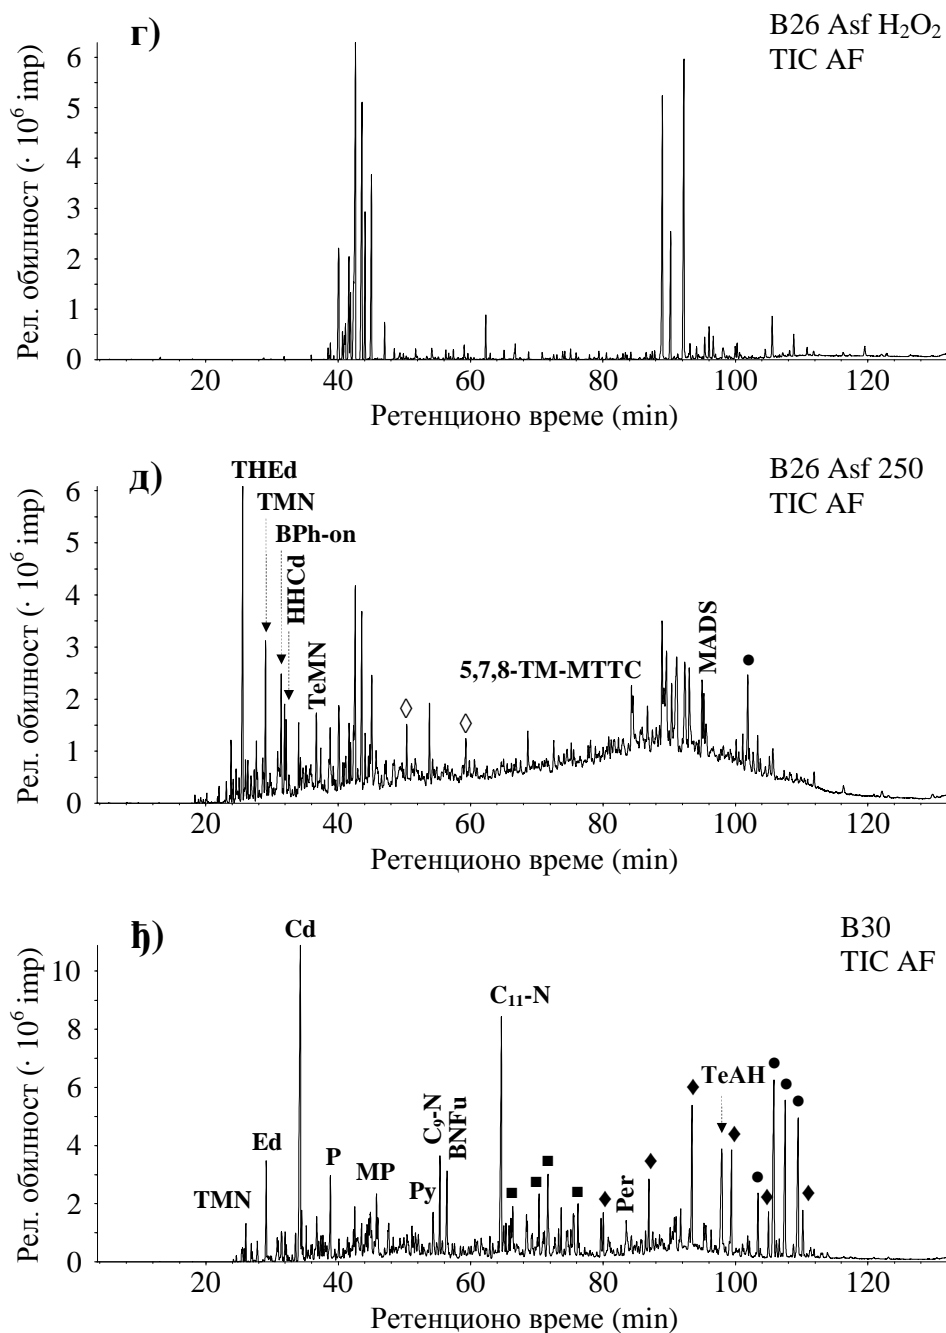 г)
B26 Asf H₂O₂
TIC AF
Рел. обилност (· 10⁶ imp)
6
5
4
3
2
1
0
20 40 60 80 100 120
Ретенционо време (min)
д)
B26 Asf 250
TIC AF
Рел. обилност (· 10⁶ imp)
6
5
4
3
2
1
0
THEd
TMN
BPh-on
HHCd
TeMN
◇
◇
5,7,8-TM-MTTC
MADS
●
20 40 60 80 100 120
Ретенционо време (min)
ђ)
B30
TIC AF
Рел. обилност (· 10⁶ imp)
10
8
6
4
2
0
TMN
Ed
Cd
P
MP
Py
C₉-N
BNFu
C₁₁-N
■
■
■
■
◆
Per
◆
◆
TeAH
◆
●
●
◆
●
●
◆
20 40 60 80 100 120
Ретенционо време (min)